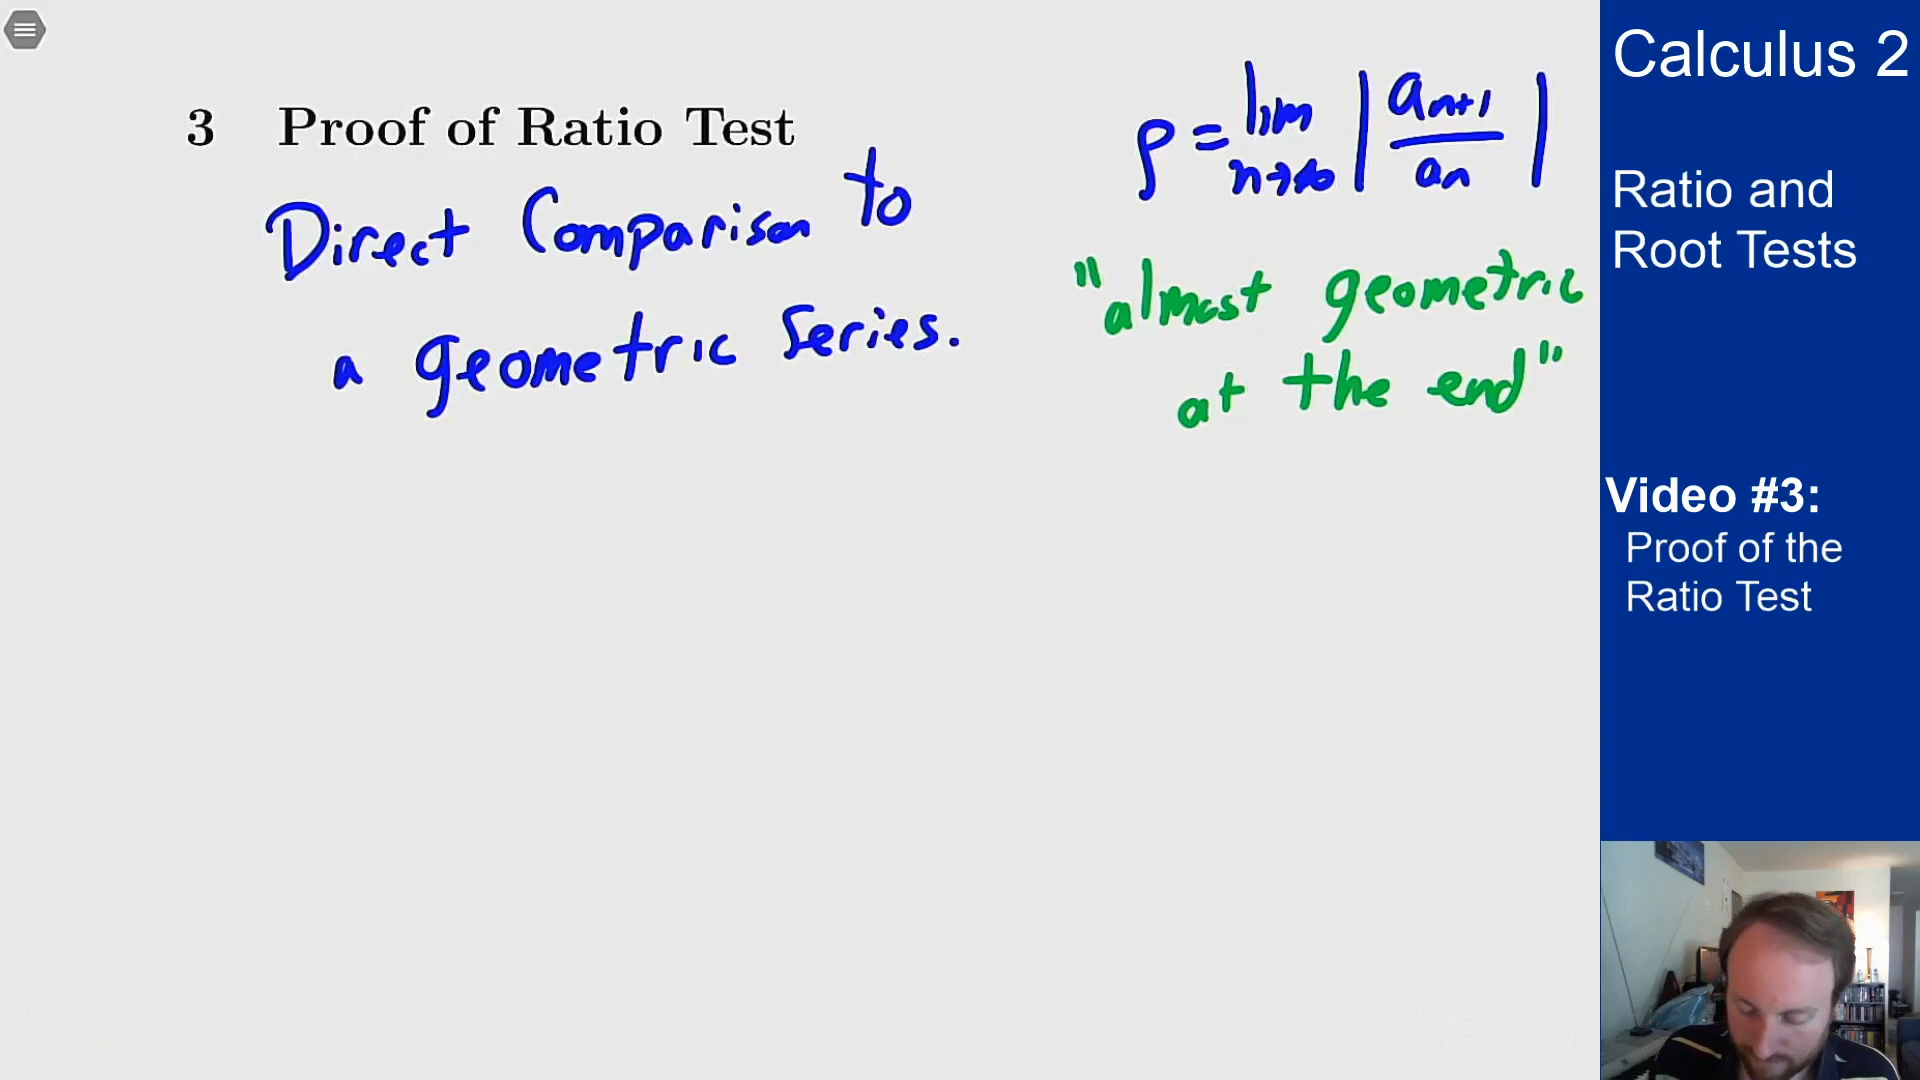 3 Proof of Ratio Test
Direct Comparison to
a geometric series.
ρ = lim n→∞ | aₙ₊₁ / aₙ |
"almost geometric
at the end"
Calculus 2
Ratio and
Root Tests
Video #3:
Proof of the
Ratio Test